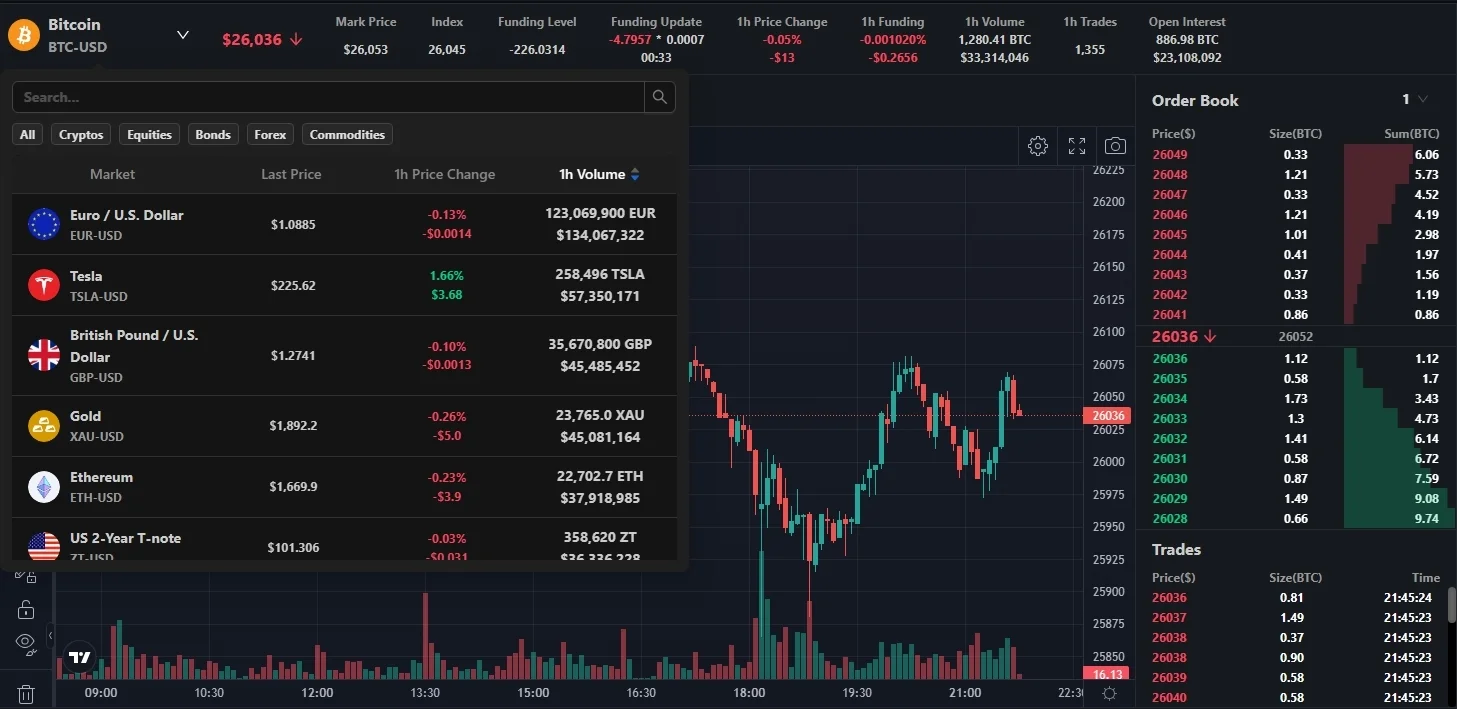 Bitcoin
BTC-USD
$26,036
Mark Price
$26,053
Index
26,045
Funding Level
-226.0314
Funding Update
-4.7957 * 0.0007
00:33
1h Price Change
-0.05%
-$13
1h Funding
-0.001020%
-$0.2656
1h Volume
1,280.41 BTC
$33,314,046
1h Trades
1,355
Open Interest
886.98 BTC
$23,108,092
Search...
All Cryptos Equities Bonds Forex Commodities
Market Last Price 1h Price Change 1h Volume
Euro / U.S. Dollar
EUR-USD
$1.0885
-0.13%
-$0.0014
123,069,900 EUR
$134,067,322
Tesla
TSLA-USD
$225.62
1.66%
$3.68
258,496 TSLA
$57,350,171
British Pound / U.S.
Dollar
GBP-USD
$1.2741
-0.10%
-$0.0013
35,670,800 GBP
$45,485,452
Gold
XAU-USD
$1,892.2
-0.26%
-$5.0
23,765.0 XAU
$45,081,164
Ethereum
ETH-USD
$1,669.9
-0.23%
-$3.9
22,702.7 ETH
$37,918,985
US 2-Year T-note
ZT-USD
$101.306
-0.03%
-$0.031
358,620 ZT
$36,336,228
26225
26200
26175
26150
26125
26100
26075
26050
26036
26025
26000
25975
25950
25925
25900
25875
25850
16.13
09:00 10:30 12:00 13:30 15:00 16:30 18:00 19:30 21:00 22:30
Order Book
1
Price($) Size(BTC) Sum(BTC)
26049 0.33 6.06
26048 1.21 5.73
26047 0.33 4.52
26046 1.21 4.19
26045 1.01 2.98
26044 0.41 1.97
26043 0.37 1.56
26042 0.33 1.19
26041 0.86 0.86
26036 26052
26036 1.12 1.12
26035 0.58 1.7
26034 1.73 3.43
26033 1.3 4.73
26032 1.41 6.14
26031 0.58 6.72
26030 0.87 7.59
26029 1.49 9.08
26028 0.66 9.74
Trades
Price($) Size(BTC) Time
26036 0.81 21:45:24
26037 1.49 21:45:23
26038 0.37 21:45:23
26038 0.90 21:45:23
26039 0.58 21:45:23
26040 0.58 21:45:23